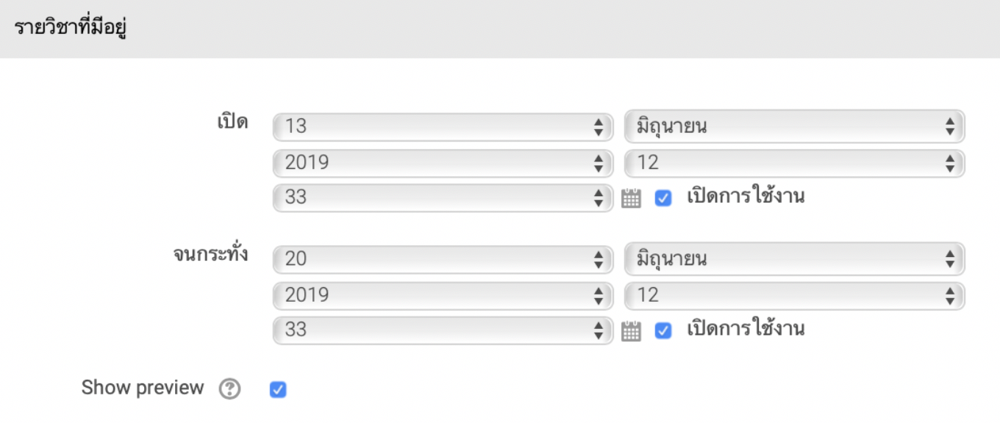 รายวิชาที่มีอยู่
เปิด 13 มิถุนายน
2019 12
33 เปิดการใช้งาน
จนกระทั่ง 20 มิถุนายน
2019 12
33 เปิดการใช้งาน
Show preview ?